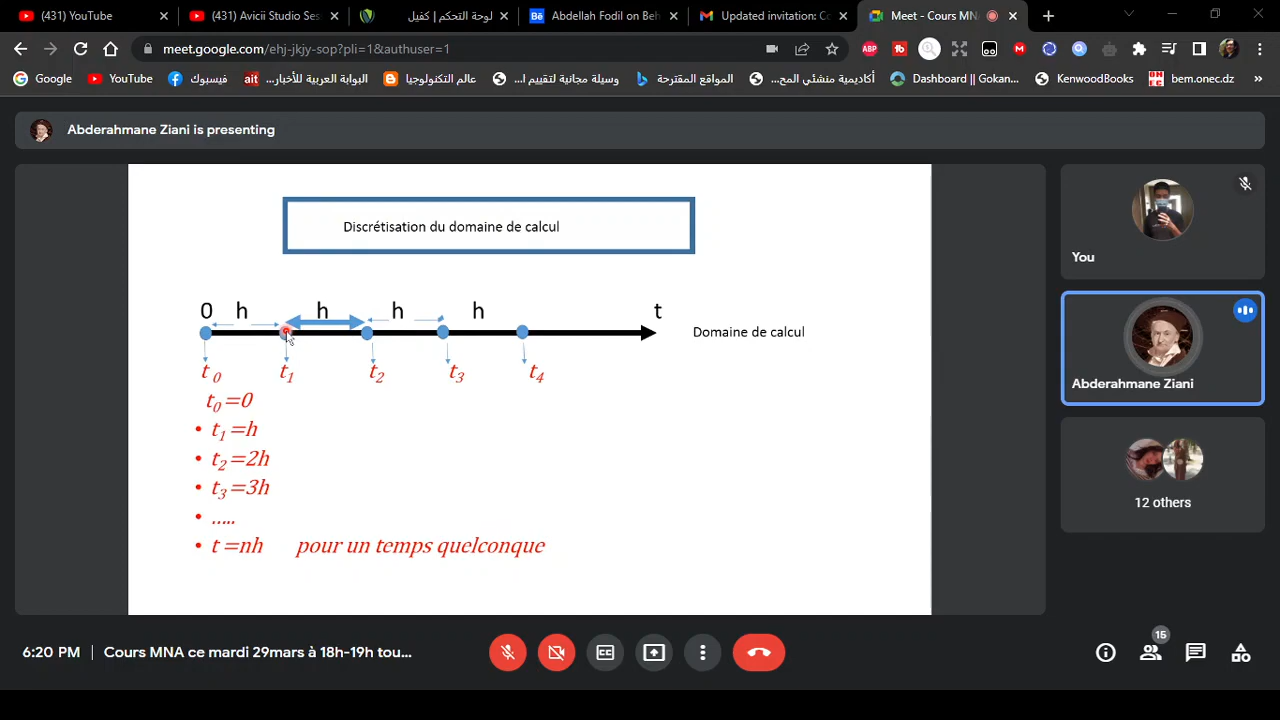 (431) YouTube
(431) Avicii Studio Ses
لوحة التحكم | كفيل
Abdellah Fodil on Beh
Updated invitation: Co
Meet - Cours MN
meet.google.com/ehj-jkjy-sop?pli=1&authuser=1
Google
YouTube
فيسبوك
البوابة العربية للأخبار...
عالم التكنولوجيا
وسيلة مجانية لتقييم ا...
المواقع المقترحة
أكاديمية منشئي المح...
Dashboard || Gokan...
KenwoodBooks
bem.onec.dz
Abderahmane Ziani is presenting
Discrétisation du domaine de calcul
0 h h h h t
Domaine de calcul
t0 t1 t2 t3 t4
t0 =0
• t1 =h
• t2 =2h
• t3 =3h
• .....
• t =nh pour un temps quelconque
You
Abderahmane Ziani
12 others
6:20 PM | Cours MNA ce mardi 29mars à 18h-19h tou...
15